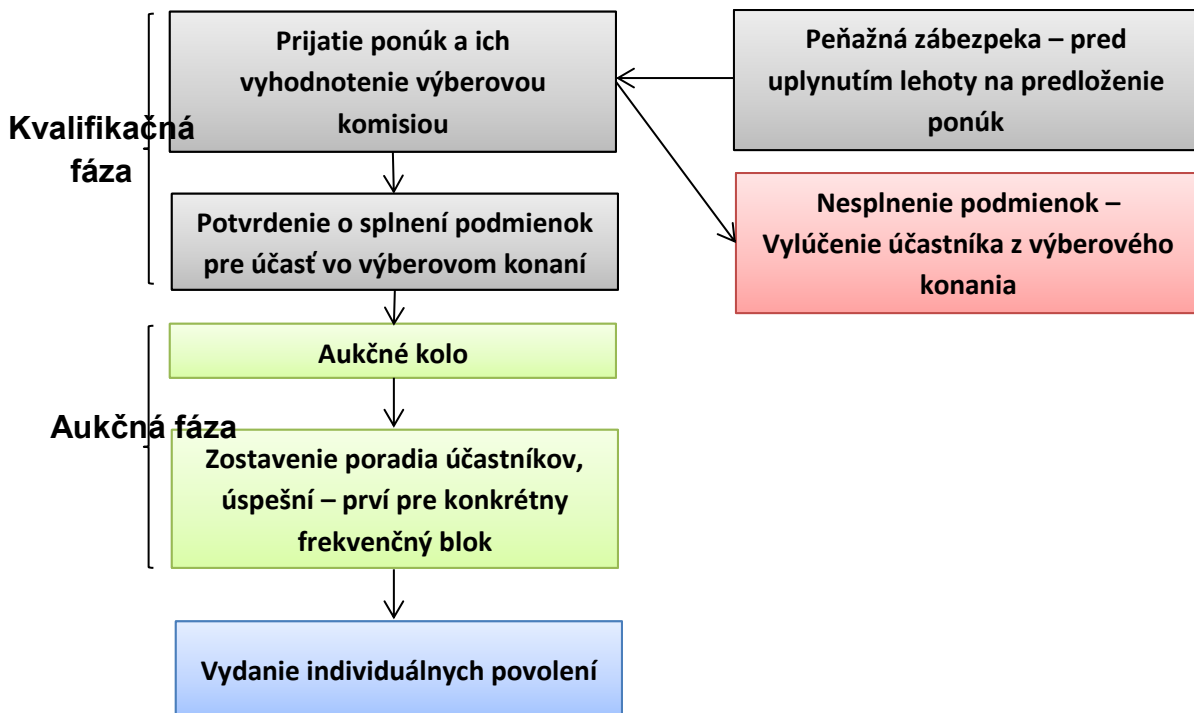 Prijatie ponúk a ich
vyhodnotenie výberovou
komisiou
Peňažná zábezpeka – pred
uplynutím lehoty na predloženie
ponúk
Kvalifikačná
fáza
Nesplnenie podmienok –
Vylúčenie účastníka z výberového
konania
Potvrdenie o splnení podmienok
pre účasť vo výberovom konaní
Aukčné kolo
Aukčná fáza
Zostavenie poradia účastníkov,
úspešní – prví pre konkrétny
frekvenčný blok
Vydanie individuálnych povolení